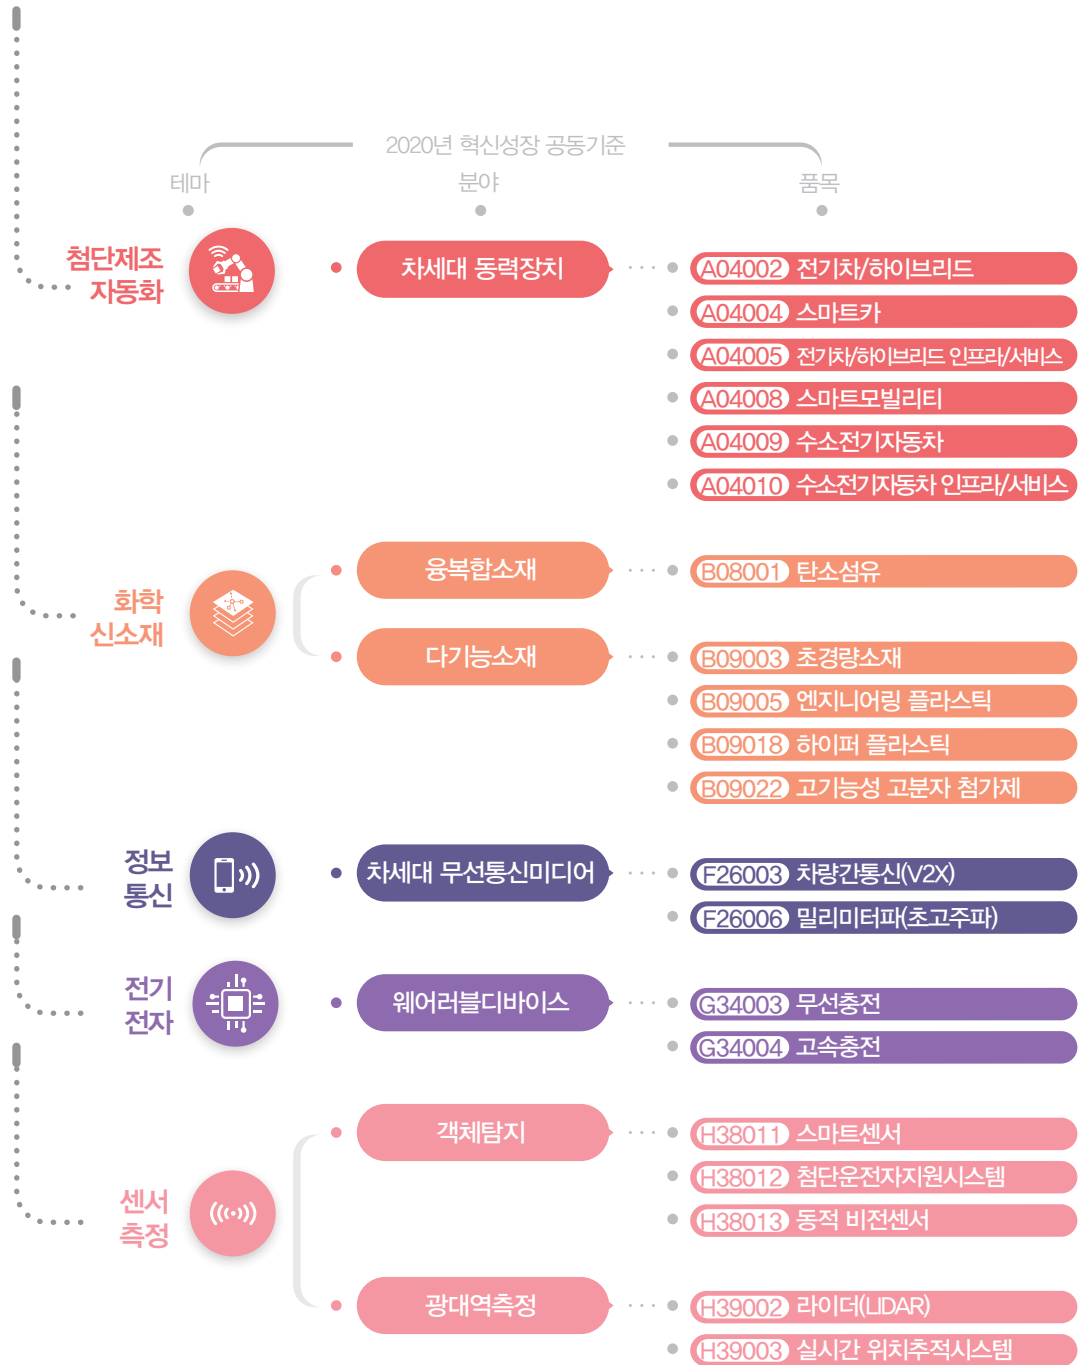 2020년 혁신성장 공동기준
테마
분야
품목
첨단제조
자동화
차세대 동력장치
A04002 전기차/하이브리드
A04004 스마트카
A04005 전기차/하이브리드 인프라/서비스
A04008 스마트모빌리티
A04009 수소전기자동차
A04010 수소전기자동차 인프라/서비스
화학
신소재
융복합소재
B08001 탄소섬유
다기능소재
B09003 초경량소재
B09005 엔지니어링 플라스틱
B09018 하이퍼 플라스틱
B09022 고기능성 고분자 첨가제
정보
통신
차세대 무선통신미디어
F26003 차량간통신(V2X)
F26006 밀리미터파(초고주파)
전기
전자
웨어러블디바이스
G34003 무선충전
G34004 고속충전
센서
측정
객체탐지
H38011 스마트센서
H38012 첨단운전자지원시스템
H38013 동적 비전센서
광대역측정
H39002 라이더(LIDAR)
H39003 실시간 위치추적시스템